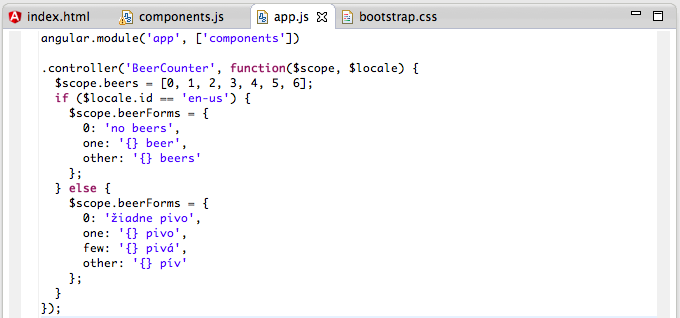 index.html components.js app.js bootstrap.css
angular.module('app', ['components'])
.controller('BeerCounter', function($scope, $locale) {
  $scope.beers = [0, 1, 2, 3, 4, 5, 6];
  if ($locale.id == 'en-us') {
    $scope.beerForms = {
      0: 'no beers',
      one: '{} beer',
      other: '{} beers'
    };
  } else {
    $scope.beerForms = {
      0: 'žiadne pivo',
      one: '{} pivo',
      few: '{} pivá',
      other: '{} pív'
    };
  }
});